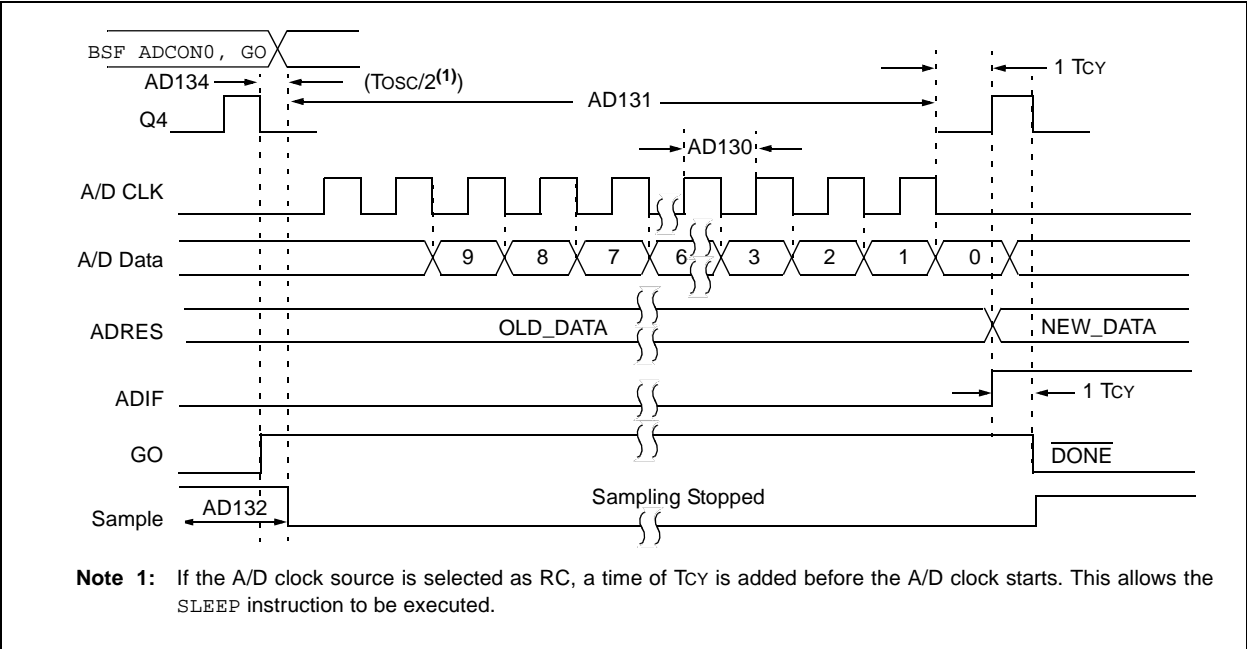 BSF ADCON0, GO
AD134 (TOSC/2(1)) 1 TCY
AD131
Q4
AD130
A/D CLK
A/D Data 9 8 7 6 3 2 1 0
ADRES OLD_DATA NEW_DATA
ADIF 1 TCY
GO DONE
Sample AD132 Sampling Stopped
Note 1: If the A/D clock source is selected as RC, a time of TCY is added before the A/D clock starts. This allows the
SLEEP instruction to be executed.